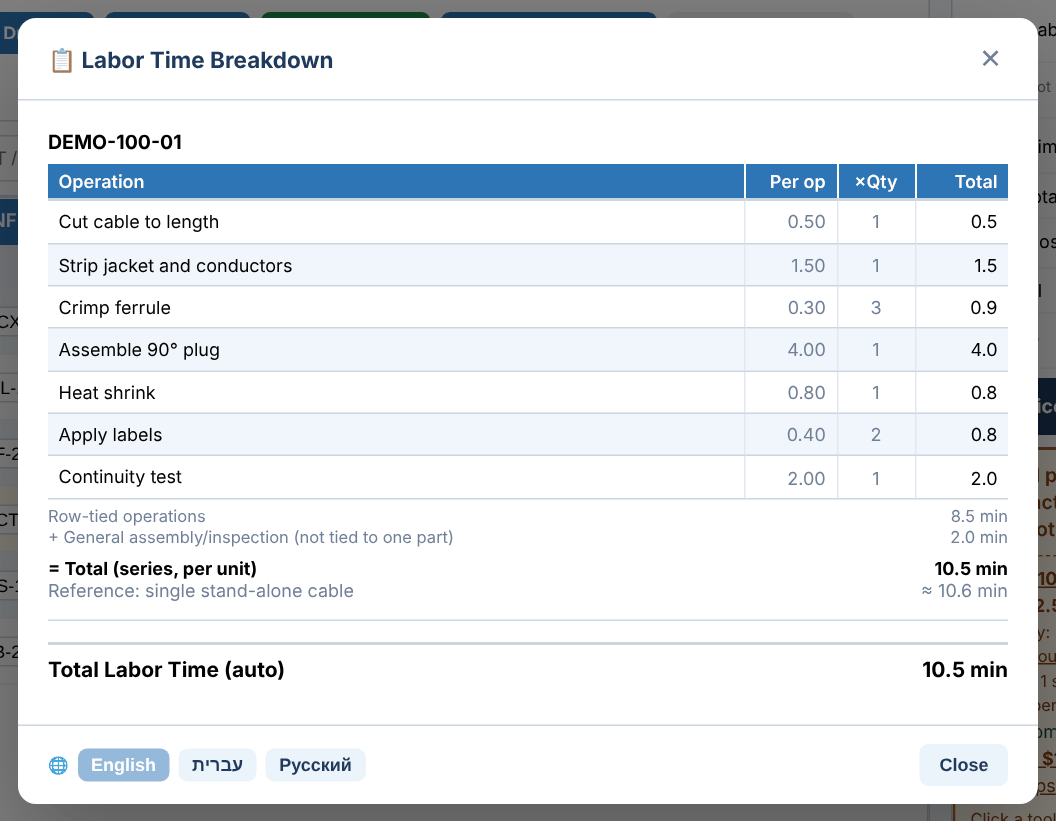 📋 Labor Time Breakdown ✕
DEMO-100-01
Operation Per op ×Qty Total
Cut cable to length 0.50 1 0.5
Strip jacket and conductors 1.50 1 1.5
Crimp ferrule 0.30 3 0.9
Assemble 90° plug 4.00 1 4.0
Heat shrink 0.80 1 0.8
Apply labels 0.40 2 0.8
Continuity test 2.00 1 2.0
Row-tied operations 8.5 min
+ General assembly/inspection (not tied to one part) 2.0 min
= Total (series, per unit) 10.5 min
Reference: single stand-alone cable ≈ 10.6 min
Total Labor Time (auto) 10.5 min
🌐 English עברית Русский Close
Click a tool